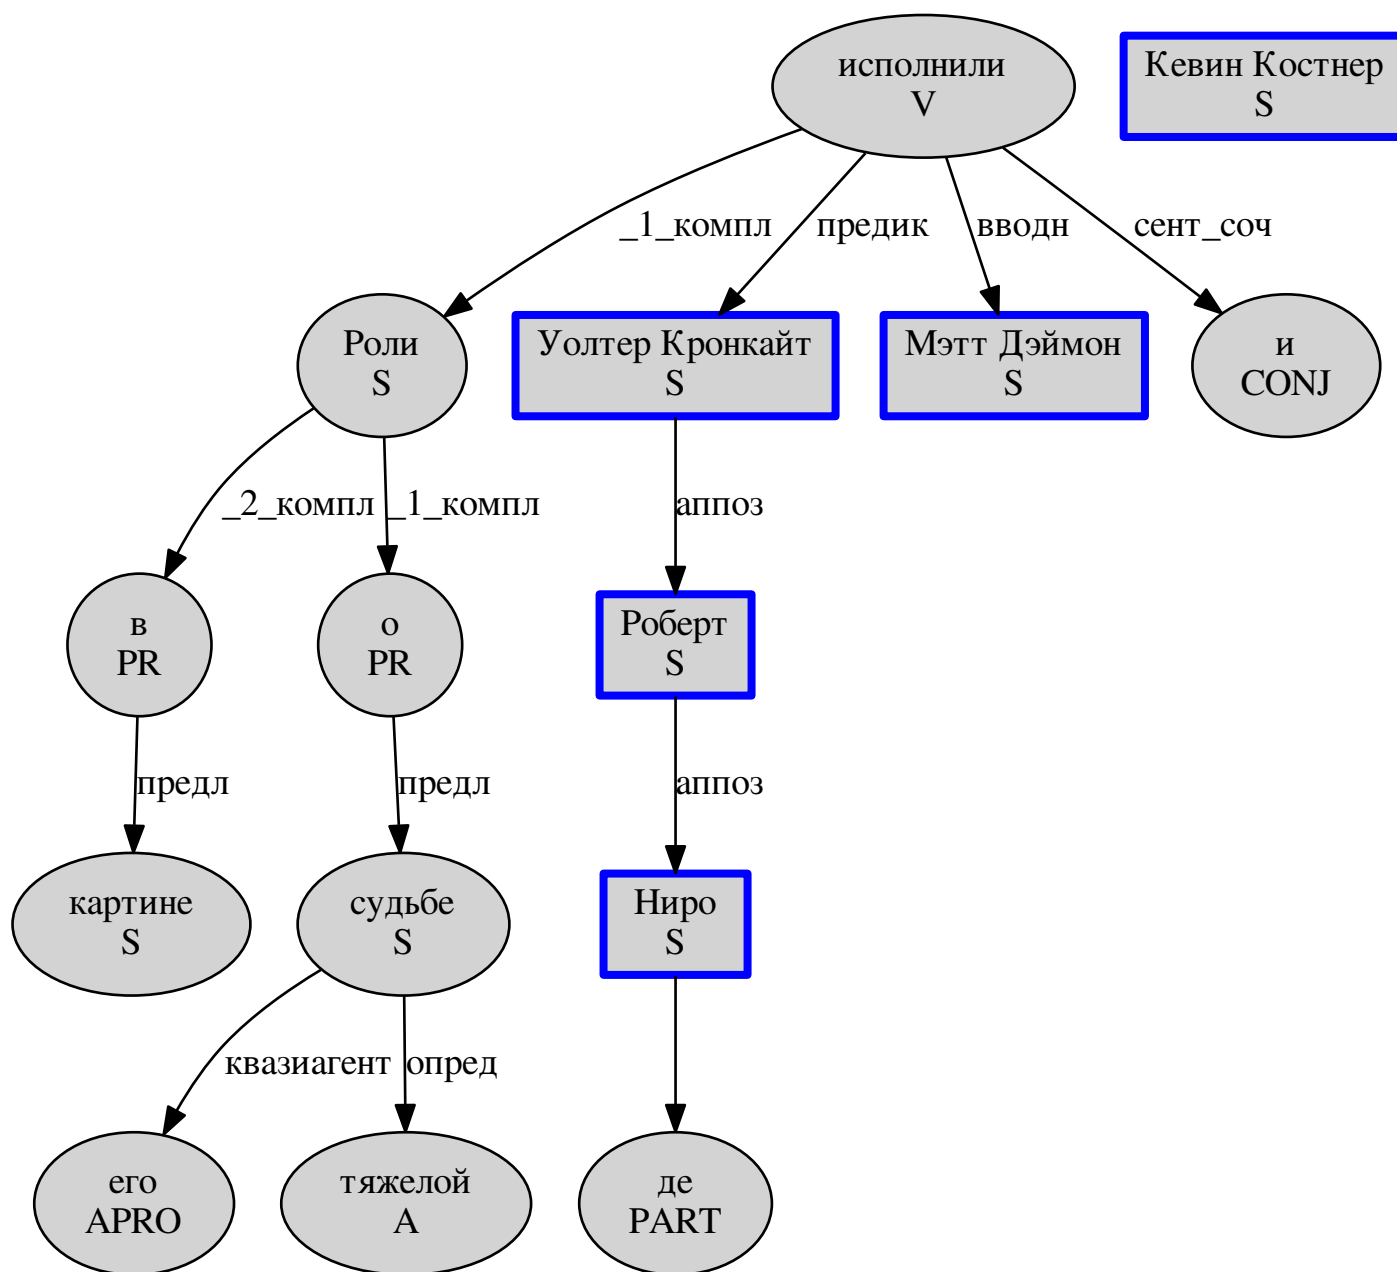 исполнили
V
Кевин Костнер
S
_1_компл
предик
вводн
сент_соч
Роли
S
Уолтер Кронкайт
S
Мэтт Дэймон
S
и
CONJ
_2_компл
_1_компл
аппоз
в
PR
о
PR
Роберт
S
предл
предл
аппоз
картине
S
судьбе
S
Ниро
S
квазиагент
опред
его
APRO
тяжелой
A
де
PART